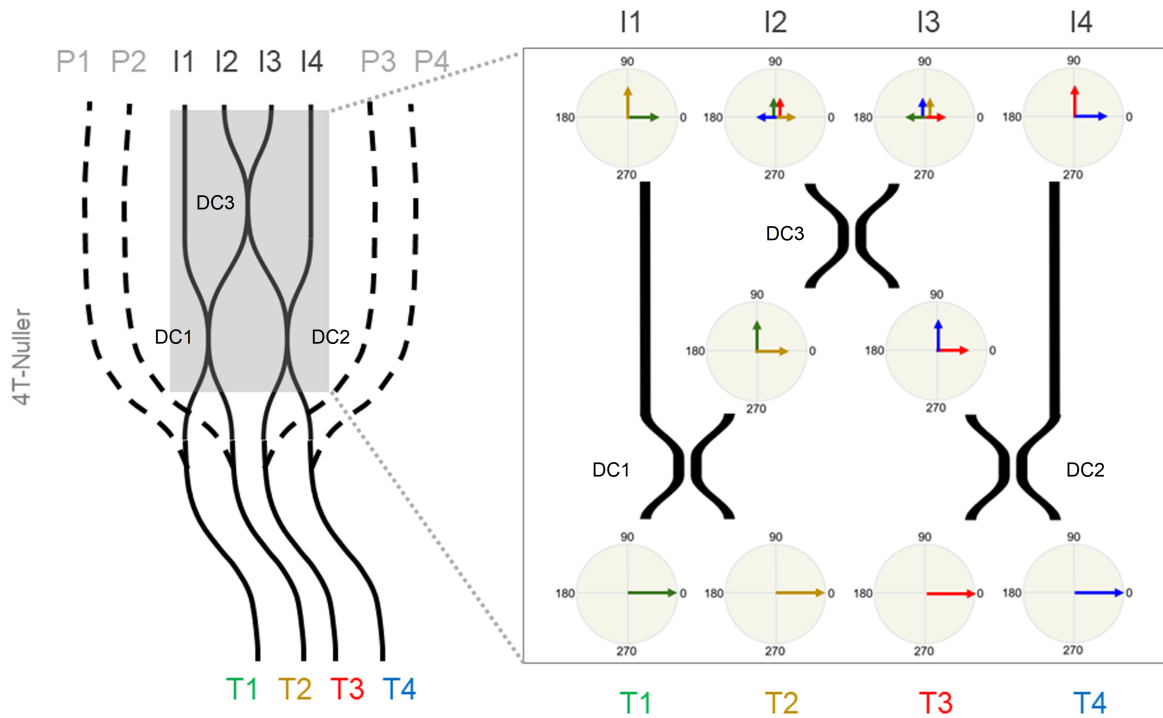 I1 I2 I3 I4
P1 P2 I1 I2 I3 I4 P3 P4
90 90 90 90
180 0 180 0 180 0 180 0
270 270 270 270
DC3
DC3
90 90
180 0 180 0
270 270
DC1 DC2
4T-Nuller
DC1 DC2
90 90 90 90
180 0 180 0 180 0 180 0
270 270 270 270
T1 T2 T3 T4
T1 T2 T3 T4